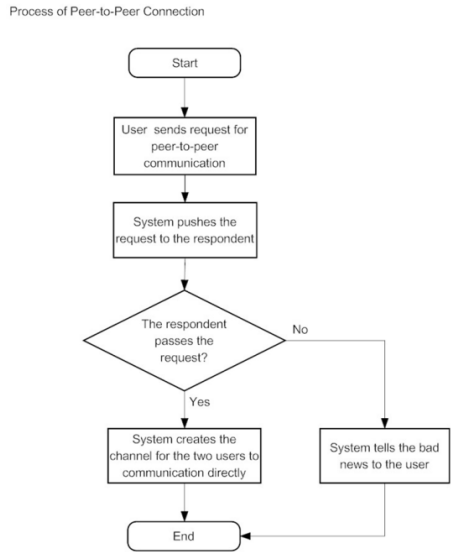 Process of Peer-to-Peer Connection
Start
User sends request for
peer-to-peer
communication
System pushes the
request to the respondent
The respondent
passes the
request?
No
Yes
System creates the
channel for the two users to
communication directly
System tells the bad
news to the user
End